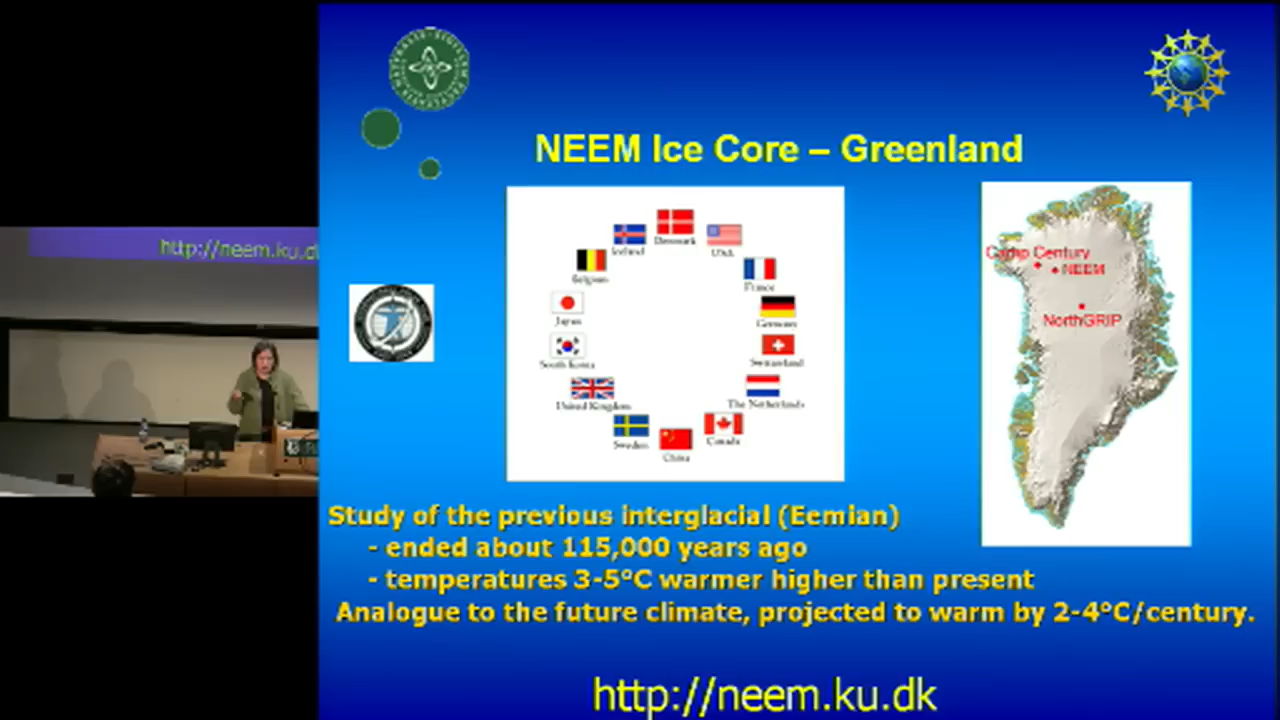 NEEM Ice Core – Greenland
Denmark
Iceland
USA
Belgium
France
Japan
Germany
South Korea
Switzerland
United Kingdom
The Netherlands
Sweden
Canada
China
Camp Century
NEEM
NorthGRIP
http://neem.ku.d
Study of the previous interglacial (Eemian)
- ended about 115,000 years ago
- temperatures 3-5°C warmer higher than present
Analogue to the future climate, projected to warm by 2-4°C/century.
http://neem.ku.dk